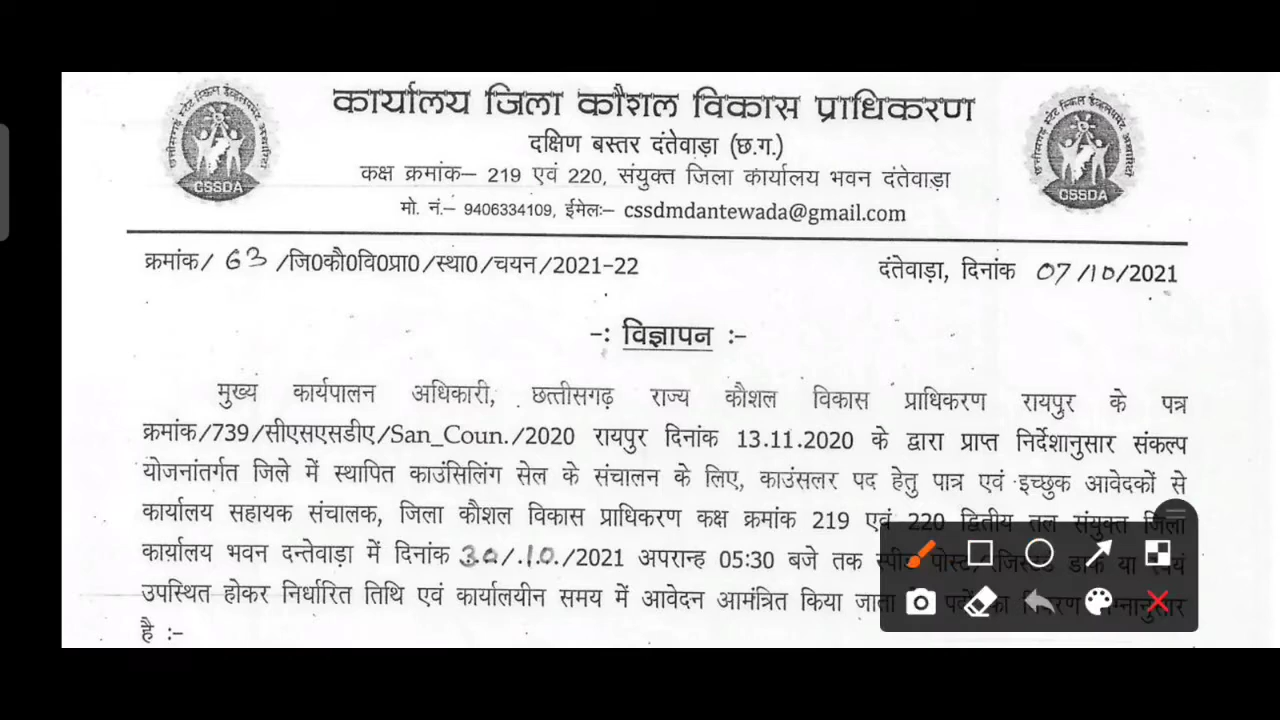 कार्यालय जिला कौशल विकास प्राधिकरण
दक्षिण बस्तर दंतेवाड़ा (छ.ग.)
कक्ष क्रमांक– 219 एवं 220, संयुक्त जिला कार्यालय भवन दंतेवाड़ा
मो. नं.– 9406334109, ईमेलः– cssdmdantewada@gmail.com
CSSDA
CSSDA
क्रमांक/ 63 /जि0कौ0वि0प्रा0/स्था0/चयन/2021-22
दंतेवाड़ा, दिनांक 07/10/2021
-: विज्ञापन :-
मुख्य कार्यपालन अधिकारी, छत्तीसगढ़ राज्य कौशल विकास प्राधिकरण रायपुर के पत्र
क्रमांक/739/सीएसएसडीए/San_Coun./2020 रायपुर दिनांक 13.11.2020 के द्वारा प्राप्त निर्देशानुसार संकल्प
योजनांतर्गत जिले में स्थापित काउंसिलिंग सेल के संचालन के लिए, काउंसलर पद हेतु पात्र एवं इच्छुक आवेदकों से
कार्यालय सहायक संचालक, जिला कौशल विकास प्राधिकरण कक्ष क्रमांक 219 एवं 220 द्वितीय तल संयुक्त जिला
कार्यालय भवन दन्तेवाड़ा में दिनांक 30/.10./2021 अपरान्ह 05:30 बजे तक
उपस्थित होकर निर्धारित तिथि एवं कार्यालयीन समय में आवेदन आमंत्रित किया जाता
है :-